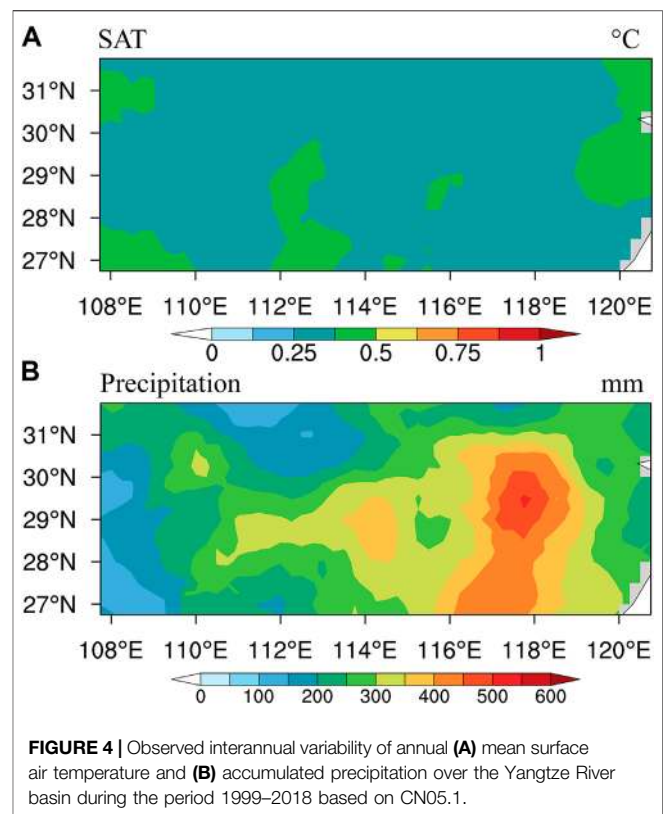 A SAT °C
31°N
30°N
29°N
28°N
27°N
108°E 110°E 112°E 114°E 116°E 118°E 120°E
0 0.25 0.5 0.75 1
B Precipitation mm
31°N
30°N
29°N
28°N
27°N
108°E 110°E 112°E 114°E 116°E 118°E 120°E
0 100 200 300 400 500 600
FIGURE 4 | Observed interannual variability of annual (A) mean surface
air temperature and (B) accumulated precipitation over the Yangtze River
basin during the period 1999–2018 based on CN05.1.